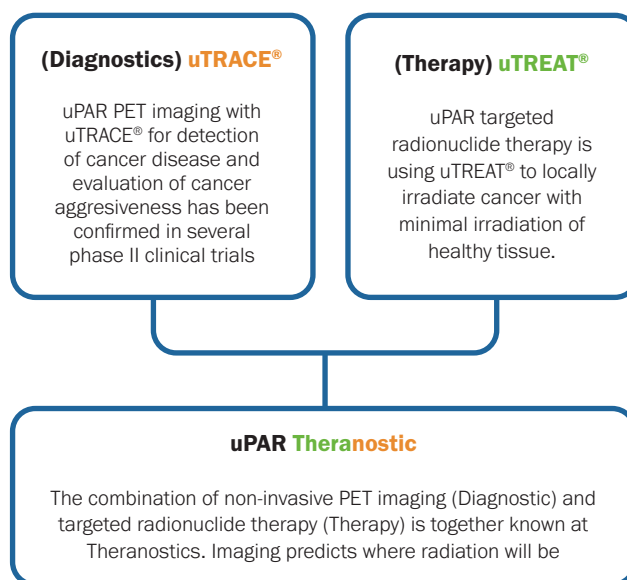 (Diagnostics) uTRACE®
uPAR PET imaging with
uTRACE® for detection
of cancer disease and
evaluation of cancer
aggresiveness has been
confirmed in several
phase II clinical trials
(Therapy) uTREAT®
uPAR targeted
radionuclide therapy is
using uTREAT® to locally
irradiate cancer with
minimal irradiation of
healthy tissue.
uPAR Theranostic
The combination of non-invasive PET imaging (Diagnostic) and
targeted radionuclide therapy (Therapy) is together known at
Theranostics. Imaging predicts where radiation will be